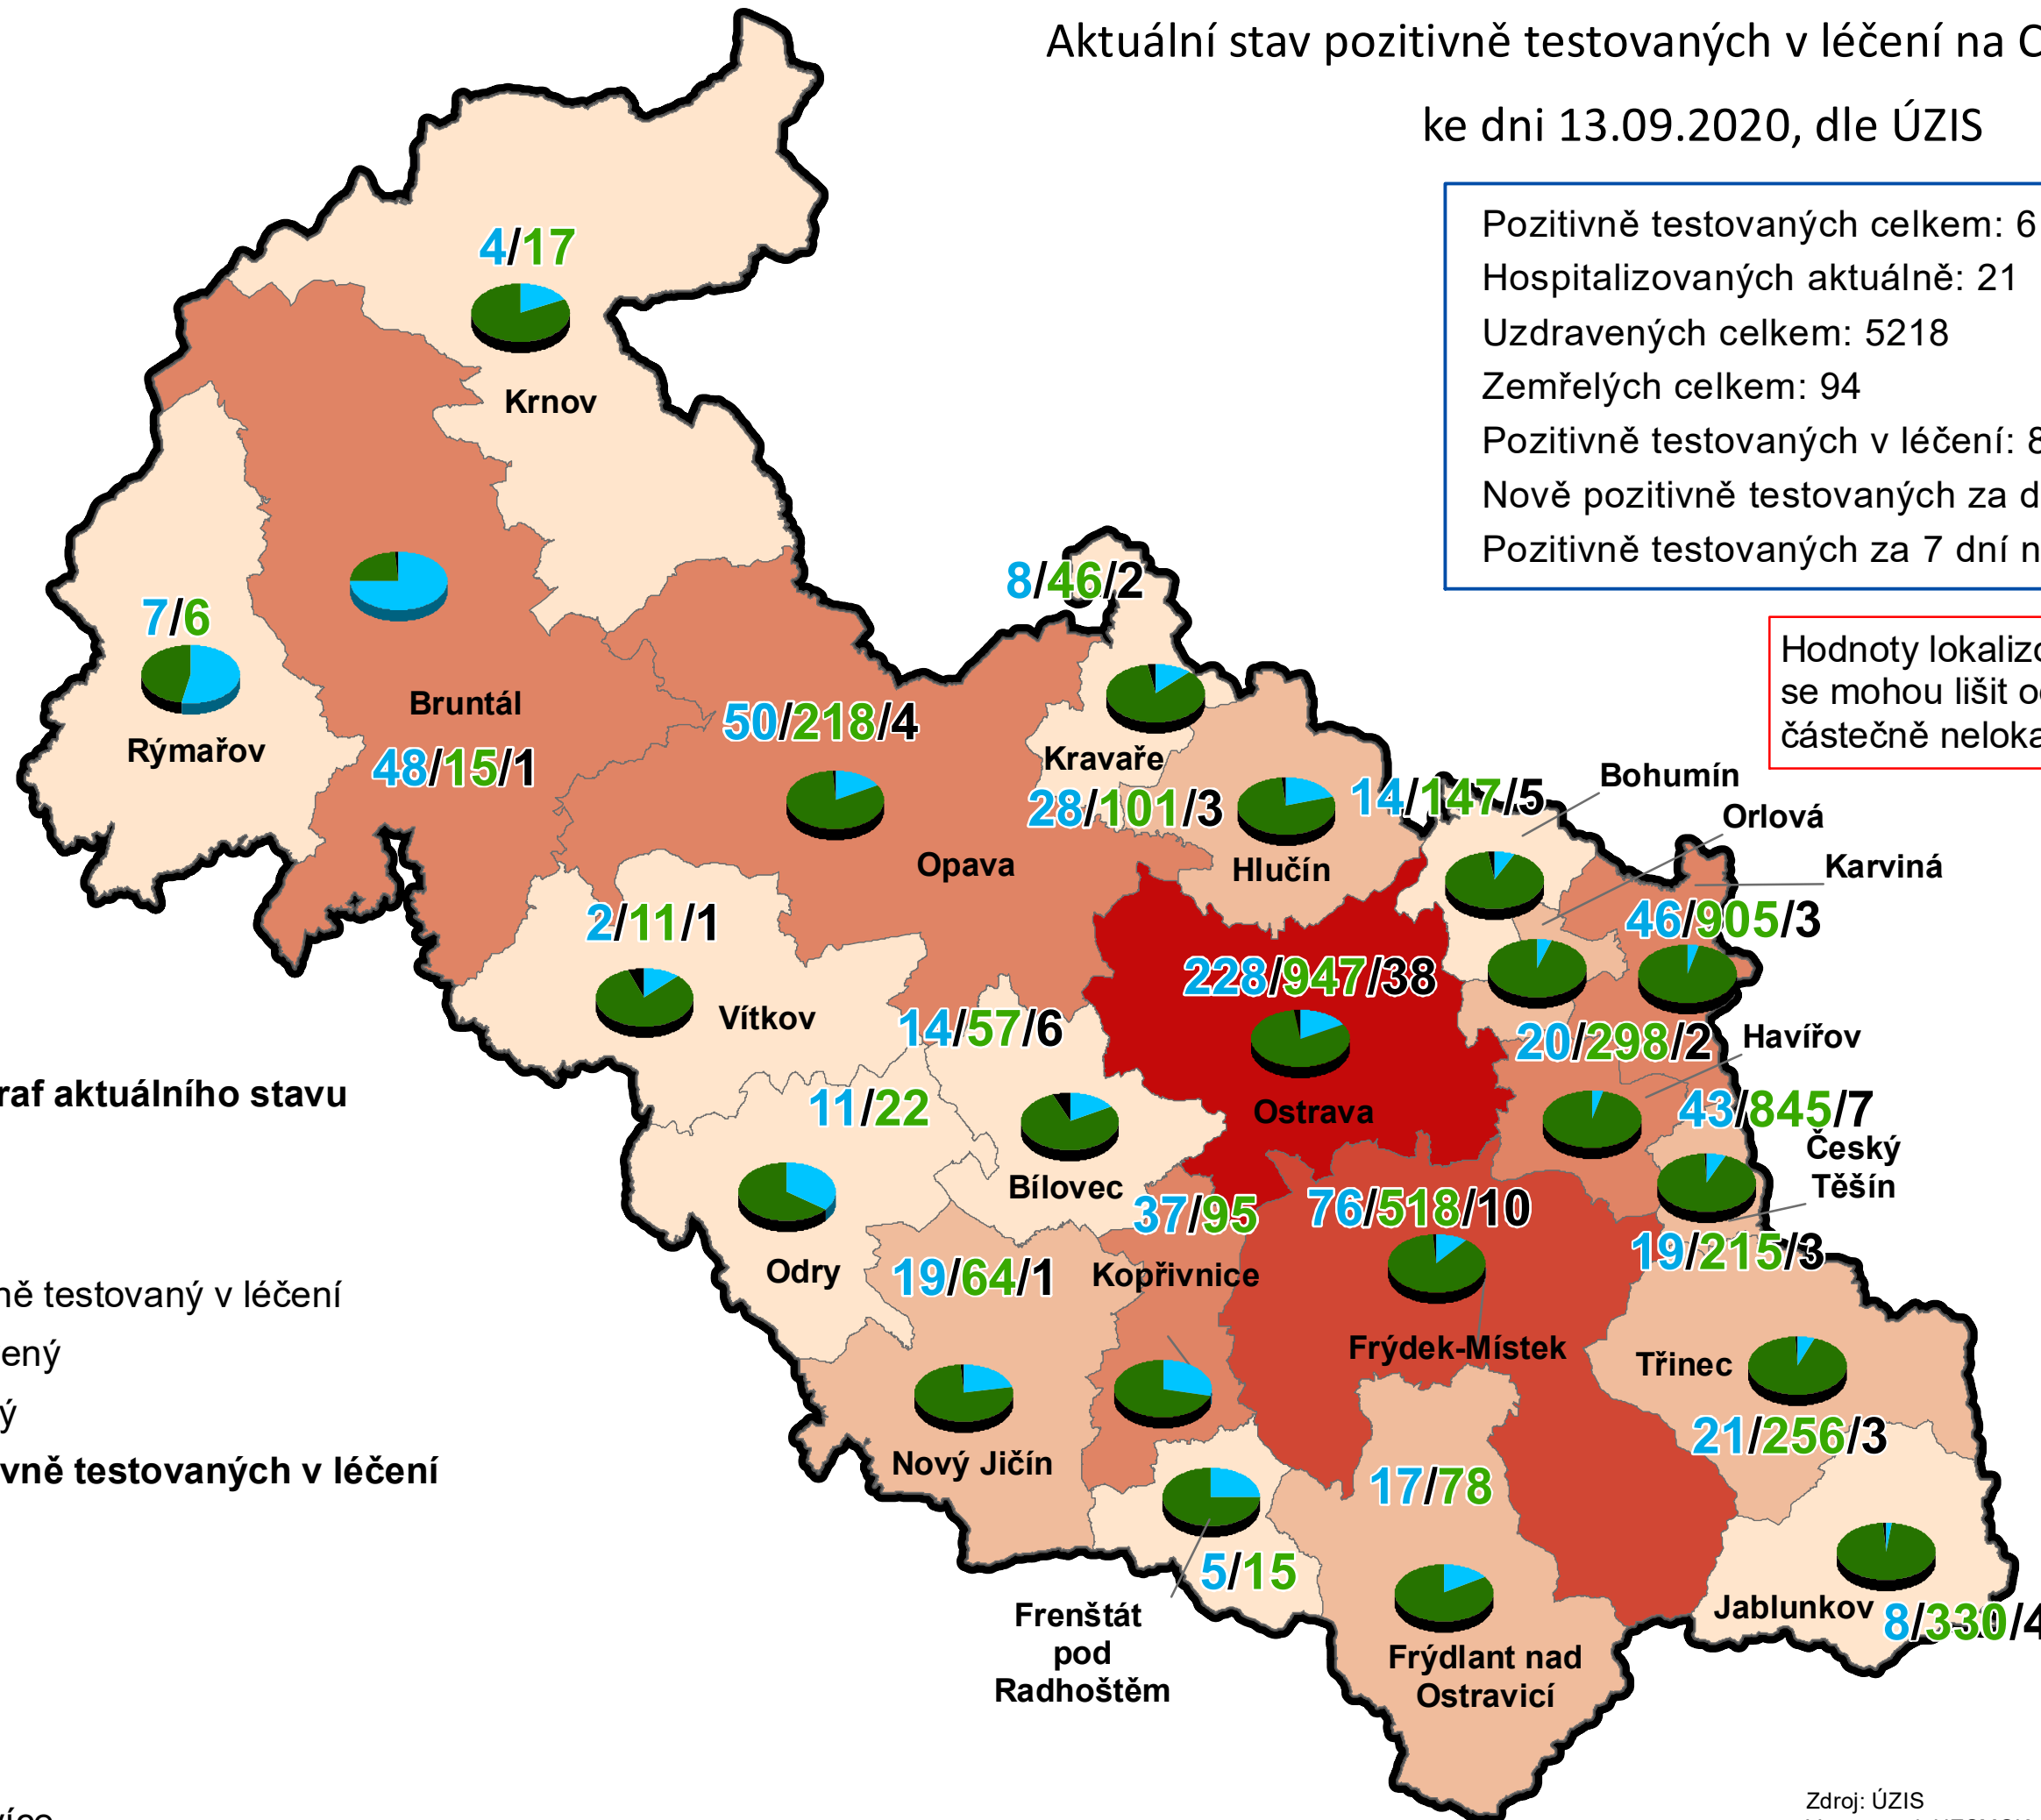 Aktuální stav pozitivně testovaných v léčení na
ke dni 13.09.2020, dle ÚZIS
Pozitivně testovaných celkem: 6
Hospitalizovaných aktuálně: 21
Uzdravených celkem: 5218
Zemřelých celkem: 94
Pozitivně testovaných v léčení: 8
Nově pozitivně testovaných za d
Pozitivně testovaných za 7 dní n
Hodnoty lokalizo
se mohou lišit o
částečně neloka
4/17
Krnov
7/6
Rýmařov
Bruntál
48/15/1
50/218/4
Opava
8/46/2
Kravaře
28/101/3
Hlučín
14/147/5
Bohumín
Orlová
Karviná
46/905/3
2/11/1
Vítkov
14/57/6
Bílovec
228/947/38
Ostrava
20/298/2
Havířov
43/845/7
Český
Těšín
19/215/3
11/22
Odry
19/64/1
Nový Jičín
37/95
Kopřivnice
76/518/10
Frýdek-Místek
Třinec
21/256/3
17/78
Frýdlant nad
Ostravicí
5/15
Frenštát
pod
Radhoštěm
Jablunkov
8/330/4
raf aktuálního stavu
ně testovaný v léčení
ený
ý
vně testovaných v léčení
Zdroj: ÚZIS